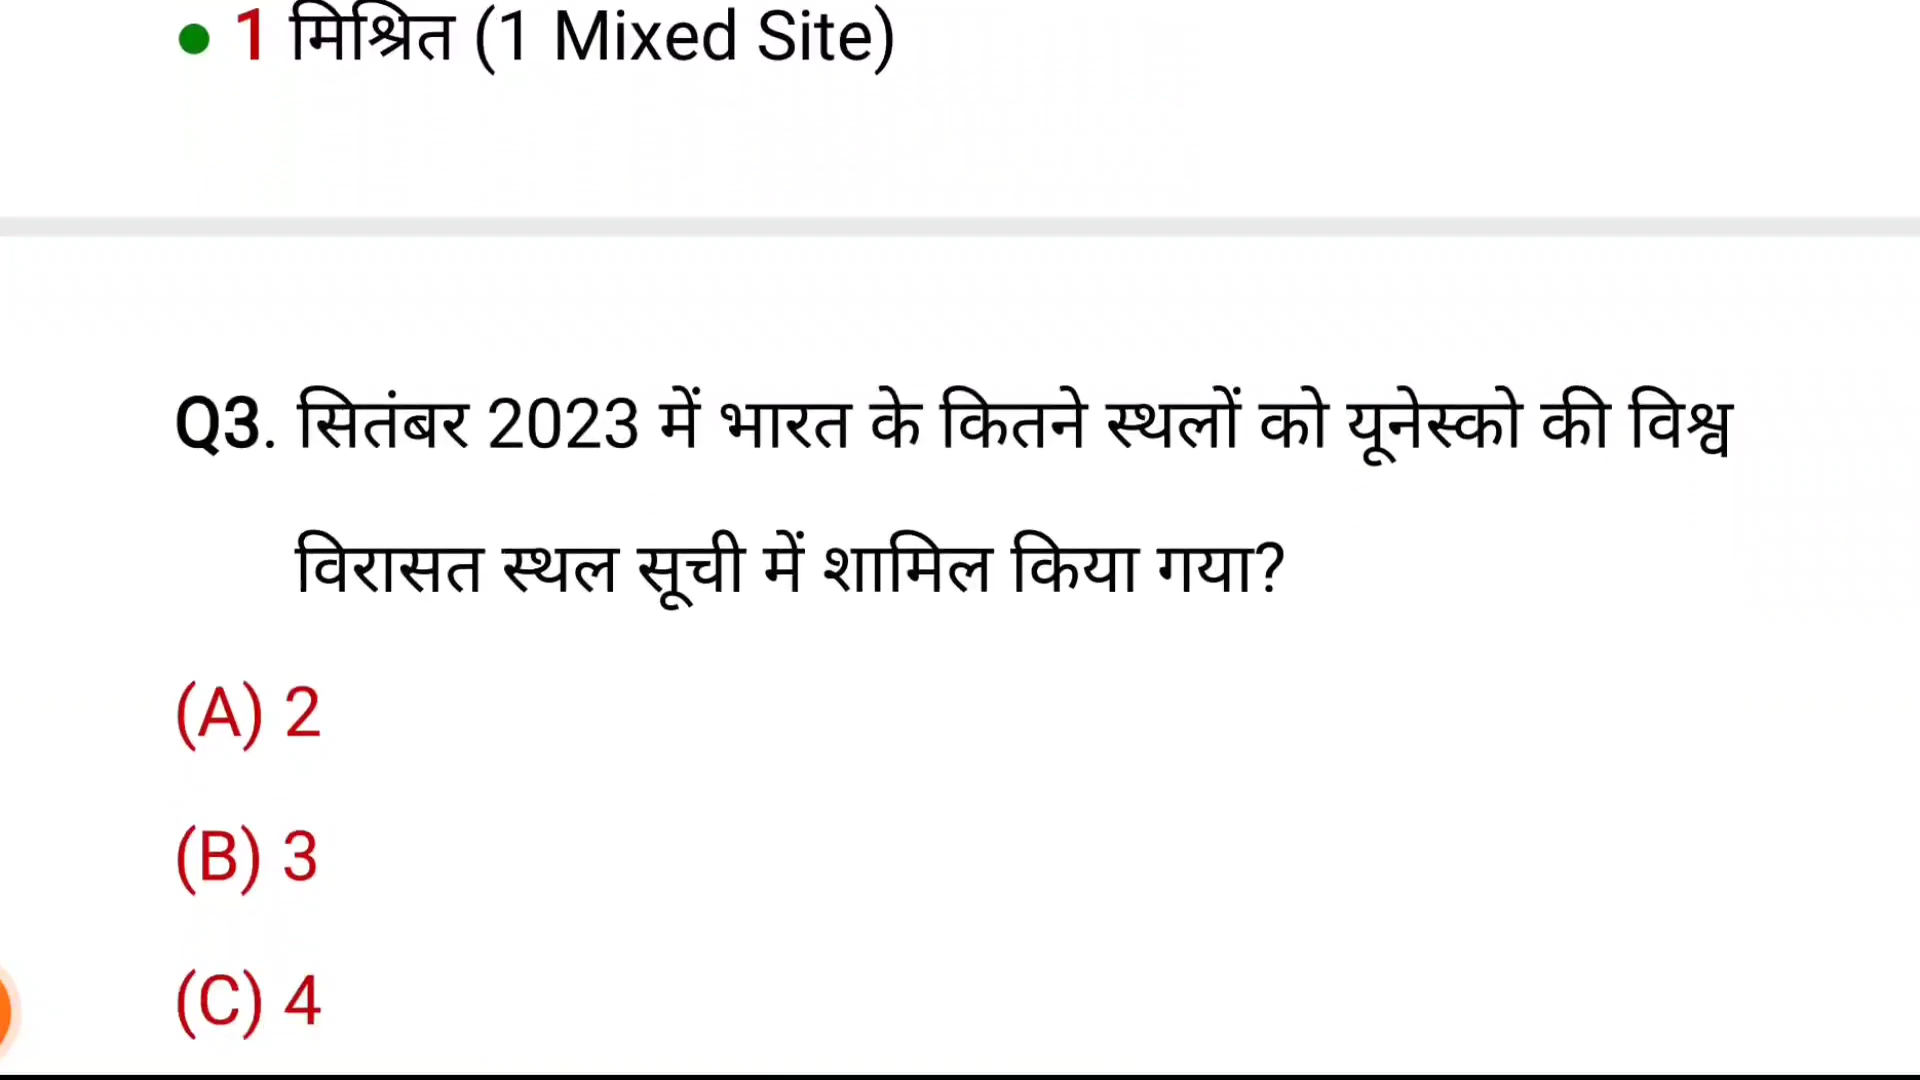 ● 1 मिश्रित (1 Mixed Site)
Q3. सितंबर 2023 में भारत के कितने स्थलों को यूनेस्को की विश्व
विरासत स्थल सूची में शामिल किया गया?
(A) 2
(B) 3
(C) 4